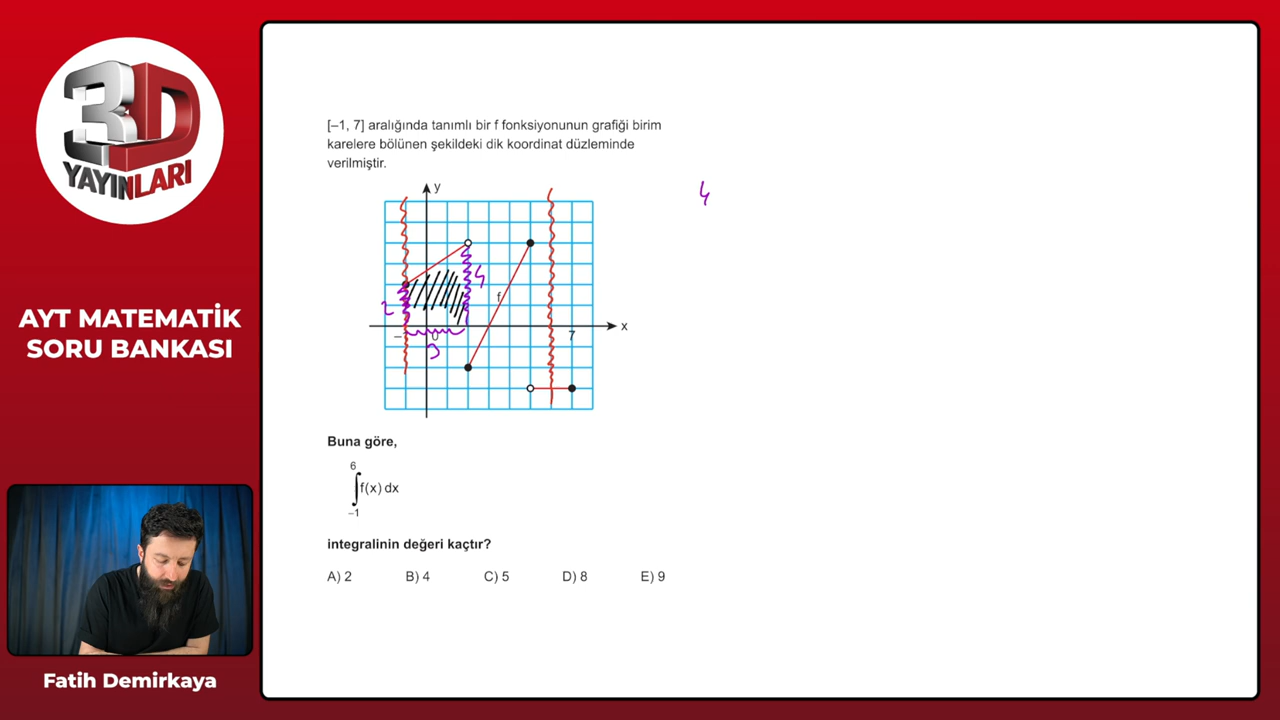 3D
YAYINLARI
AYT MATEMATİK
SORU BANKASI
Fatih Demirkaya
[–1, 7] aralığında tanımlı bir f fonksiyonunun grafiği birim
karelere bölünen şekildeki dik koordinat düzleminde
verilmiştir.
y
4
4
f
2
x
–1
0
7
3
Buna göre,
6
∫f(x) dx
–1
integralinin değeri kaçtır?
A) 2 B) 4 C) 5 D) 8 E) 9